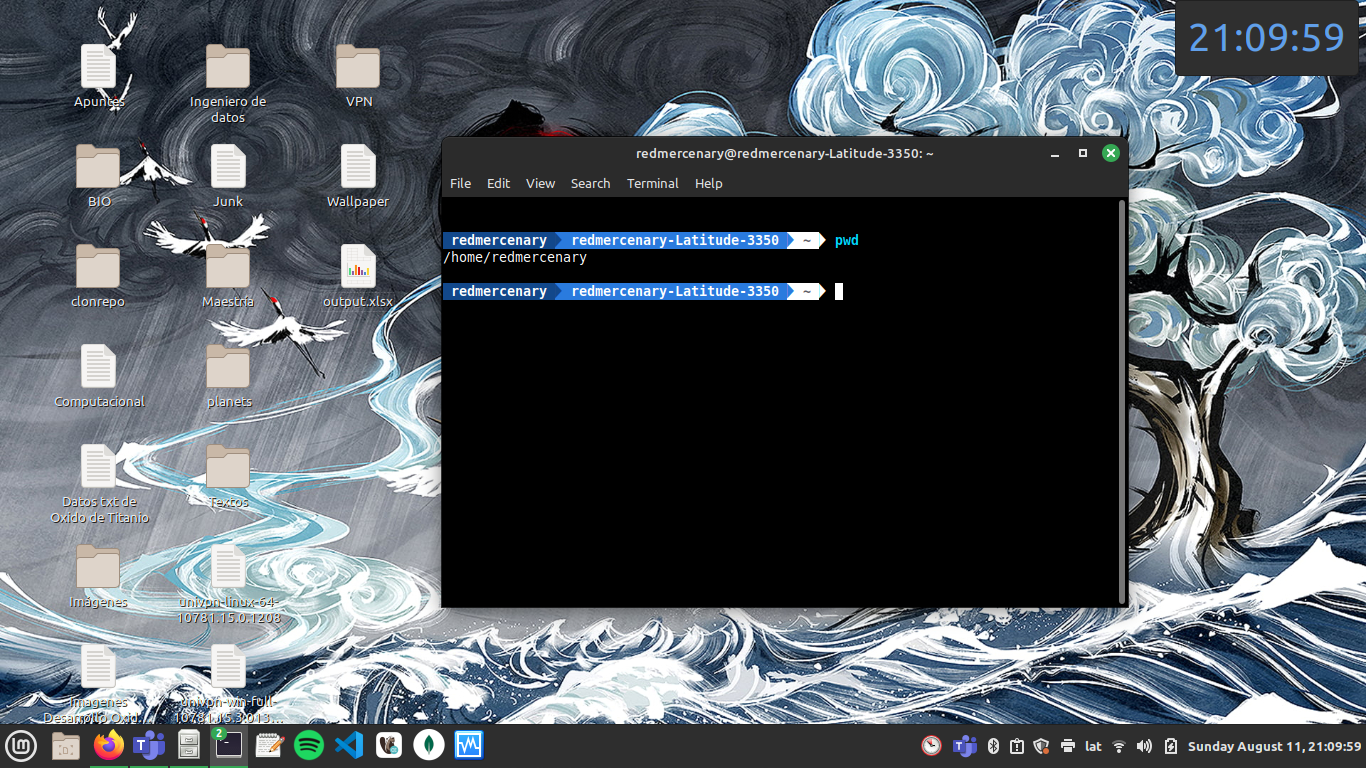 21:09:59
Apuntes
Ingeniero de
datos
VPN
BIO
Junk
Wallpaper
clonrepo
Maestría
output.xlsx
Computacional
planets
Datos txt de
Oxido de Titanio
Textos
Imágenes
univpn-linux-64-
10781.15.0.1208
Imagenes
Desarrollo Oxid
univpn-win-full-
10781.15.3.013...
redmercenary@redmercenary-Latitude-3350: ~
File Edit View Search Terminal Help
redmercenary redmercenary-Latitude-3350 ~ pwd
/home/redmercenary
redmercenary redmercenary-Latitude-3350 ~
2
lat
Sunday August 11, 21:09:59